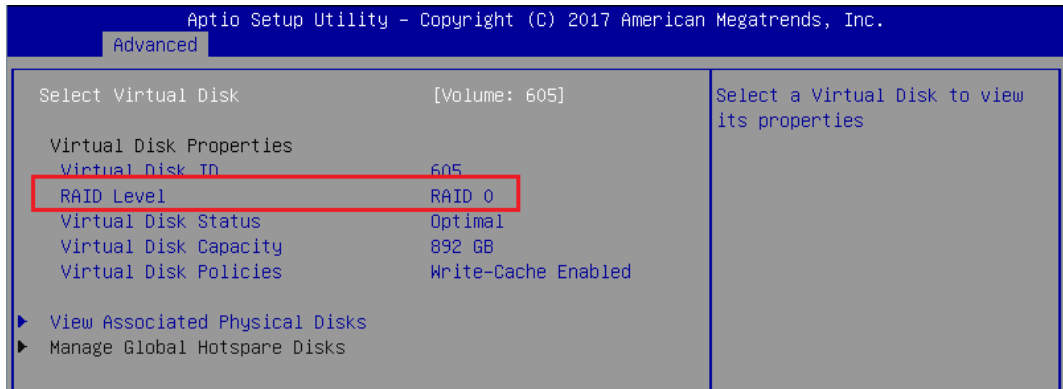 Aptio Setup Utility – Copyright (C) 2017 American Megatrends, Inc.
Advanced
Select Virtual Disk [Volume: 605]
Virtual Disk Properties
Virtual Disk ID 605
RAID Level RAID 0
Virtual Disk Status Optimal
Virtual Disk Capacity 892 GB
Virtual Disk Policies Write-Cache Enabled
View Associated Physical Disks
Manage Global Hotspare Disks
Select a Virtual Disk to view
its properties